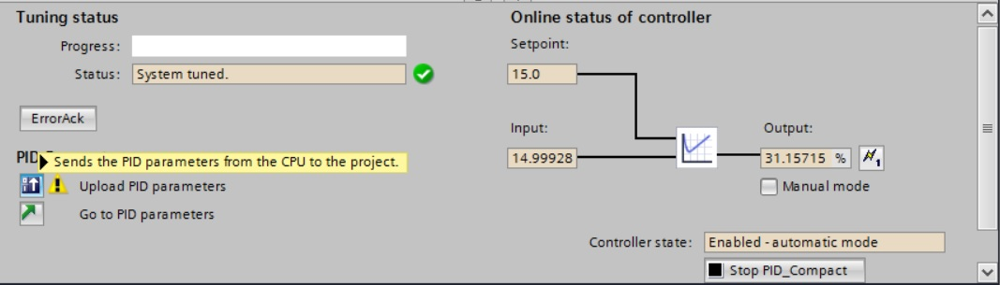 Tuning status
Progress:
Status: System tuned.
ErrorAck
PID
Sends the PID parameters from the CPU to the project.
Upload PID parameters
Go to PID parameters
Online status of controller
Setpoint:
15.0
Input:
14.99928
Output:
31.15715 %
Manual mode
Controller state: Enabled - automatic mode
Stop PID_Compact